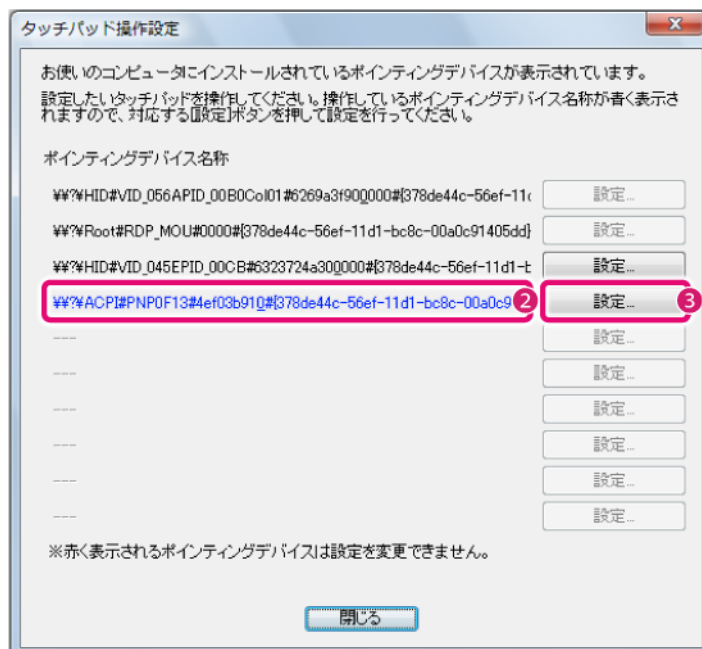 タッチパッド操作設定
お使いのコンピュータにインストールされているポインティングデバイスが表示されています。
設定したいタッチパッドを操作してください。操作しているポインティングデバイス名称が青く表示さ
れますので、対応する[設定]ボタンを押して設定を行ってください。
ポインティングデバイス名称
¥¥?¥HID#VID_056APID_00B0Col01#6269a3f900000#{378de44c-56ef-11c 設定...
¥¥?¥Root#RDP_MOU#0000#{378de44c-56ef-11d1-bc8c-00a0c91405dd} 設定...
¥¥?¥HID#VID_045EPID_00CB#6323724a300000#{378de44c-56ef-11d1-b 設定...
¥¥?¥ACPI#PNP0F13#4ef03b910#{378de44c-56ef-11d1-bc8c-00a0c9 2 設定... 3
--- 設定...
--- 設定...
--- 設定...
--- 設定...
--- 設定...
--- 設定...
※赤く表示されるポインティングデバイスは設定を変更できません。
閉じる